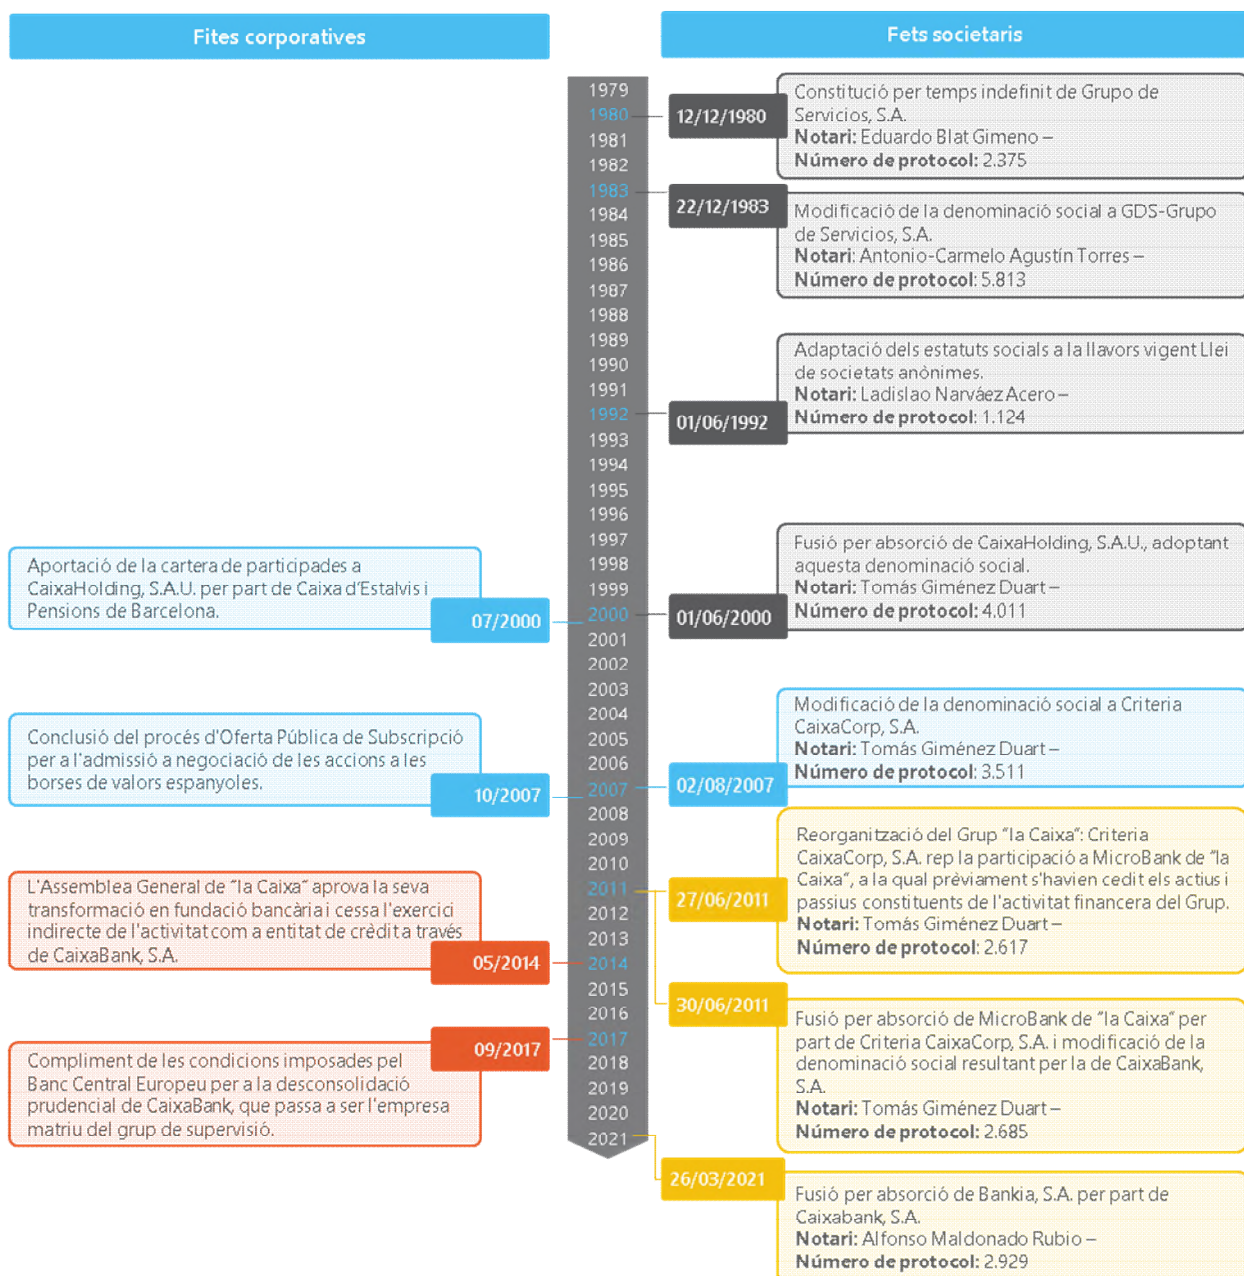 Fites corporatives
Aportació de la cartera de participades a
CaixaHolding, S.A.U. per part de Caixa d'Estalvis i
Pensions de Barcelona.
07/2000
Conclusió del procés d'Oferta Pública de Subscripció
per a l'admissió a negociació de les accions a les
borses de valors espanyoles.
10/2007
L'Assemblea General de "la Caixa" aprova la seva
transformació en fundació bancària i cessa l'exercici
indirecte de l'activitat com a entitat de crèdit a través
de CaixaBank, S.A.
05/2014
09/2017
Compliment de les condicions imposades pel
Banc Central Europeu per a la desconsolidació
prudencial de CaixaBank, que passa a ser l'empresa
matriu del grup de supervisió.
1979
1980
1981
1982
1983
1984
1985
1986
1987
1988
1989
1990
1991
1992
1993
1994
1995
1996
1997
1998
1999
2000
2001
2002
2003
2004
2005
2006
2007
2008
2009
2010
2011
2012
2013
2014
2015
2016
2017
2018
2019
2020
2021
Fets societaris
12/12/1980
Constitució per temps indefinit de Grupo de
Servicios, S.A.
Notari: Eduardo Blat Gimeno –
Número de protocol: 2.375
22/12/1983
Modificació de la denominació social a GDS-Grupo
de Servicios, S.A.
Notari: Antonio-Carmelo Agustín Torres –
Número de protocol: 5.813
Adaptació dels estatuts socials a la llavors vigent Llei
de societats anònimes.
Notari: Ladislao Narváez Acero –
Número de protocol: 1.124
01/06/1992
Fusió per absorció de CaixaHolding, S.A.U., adoptant
aquesta denominació social.
Notari: Tomás Giménez Duart –
Número de protocol: 4.011
01/06/2000
Modificació de la denominació social a Criteria
CaixaCorp, S.A.
Notari: Tomás Giménez Duart –
Número de protocol: 3.511
02/08/2007
Reorganització del Grup "la Caixa": Criteria
CaixaCorp, S.A. rep la participació a MicroBank de "la
Caixa", a la qual prèviament s'havien cedit els actius i
passius constituents de l'activitat financera del Grup.
Notari: Tomás Giménez Duart –
Número de protocol: 2.617
27/06/2011
30/06/2011
Fusió per absorció de MicroBank de "la Caixa" per
part de Criteria CaixaCorp, S.A. i modificació de la
denominació social resultant per la de CaixaBank,
S.A.
Notari: Tomás Giménez Duart –
Número de protocol: 2.685
26/03/2021
Fusió per absorció de Bankia, S.A. per part de
Caixabank, S.A.
Notari: Alfonso Maldonado Rubio –
Número de protocol: 2.929